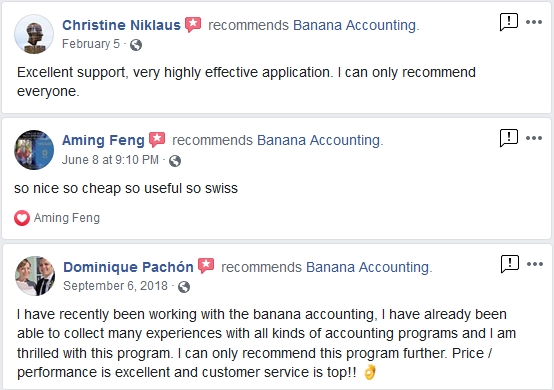 Christine Niklaus recommends Banana Accounting.
February 5 ·
Excellent support, very highly effective application. I can only recommend
everyone.
Aming Feng recommends Banana Accounting.
June 8 at 9:10 PM ·
so nice so cheap so useful so swiss
Aming Feng
Dominique Pachón recommends Banana Accounting.
September 6, 2018 ·
I have recently been working with the banana accounting, I have already been
able to collect many experiences with all kinds of accounting programs and I am
thrilled with this program. I can only recommend this program further. Price /
performance is excellent and customer service is top!! 👌